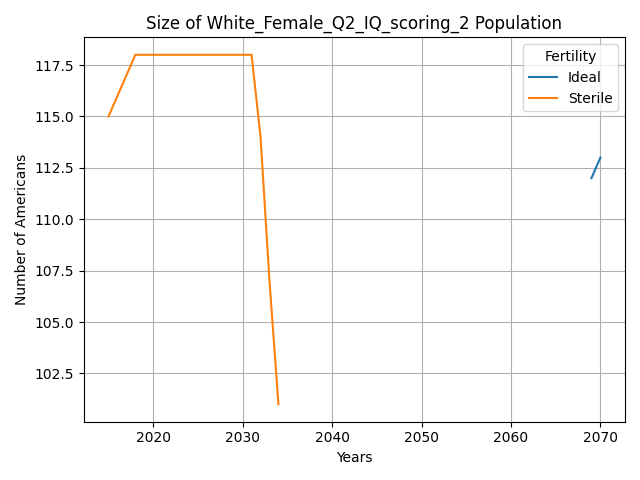 Size of White_Female_Q2_IQ_scoring_2 Population
Fertility
Ideal
Sterile
117.5
115.0
112.5
110.0
107.5
105.0
102.5
Number of Americans
2020 2030 2040 2050 2060 2070
Years